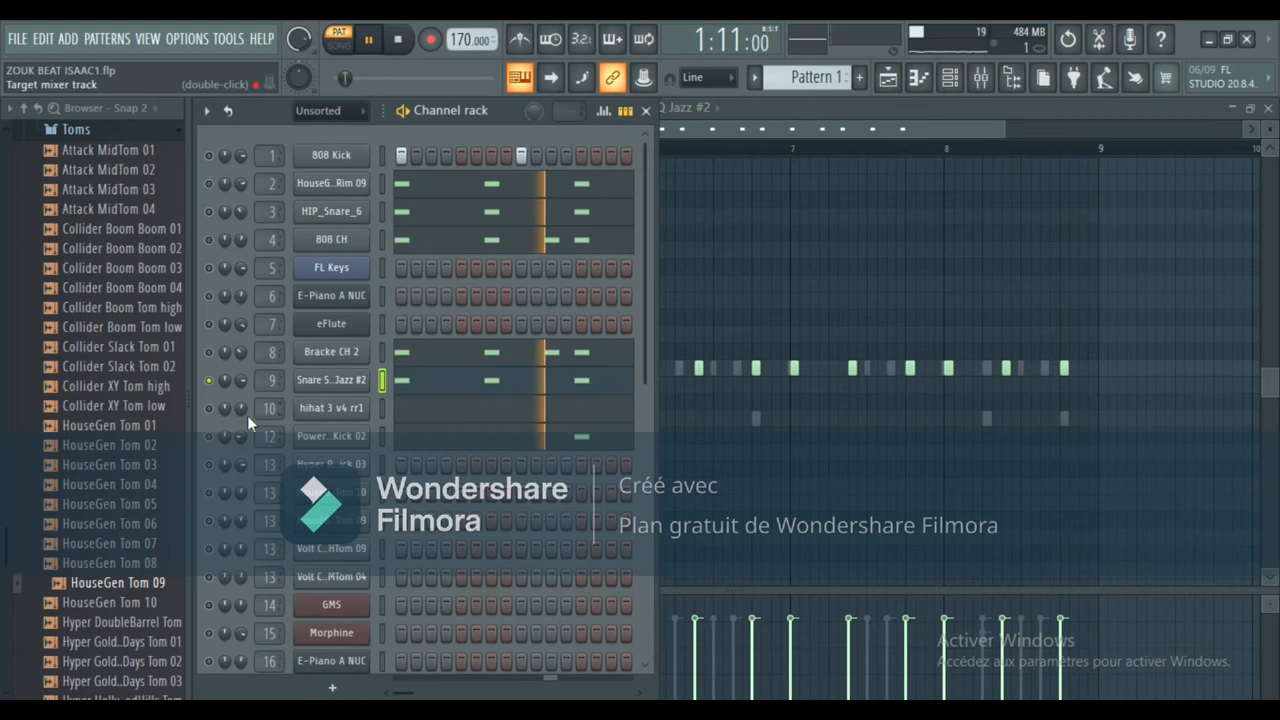 FILE EDIT ADD PATTERNS VIEW OPTIONS TOOLS HELP
PAT
SONG
170.000
3.2
1:11:00
B:S:T
19
484 MB
1
ZOUK BEAT ISAAC1.flp
Target mixer track
(double-click)
Line
Pattern 1
06/09 FL
STUDIO 20.8.4
Browser - Snap 2
Unsorted
Channel rack
Jazz #2
Toms
Attack MidTom 01
Attack MidTom 02
Attack MidTom 03
Attack MidTom 04
Collider Boom Boom 01
Collider Boom Boom 02
Collider Boom Boom 03
Collider Boom Boom 04
Collider Boom Tom high
Collider Boom Tom low
Collider Slack Tom 01
Collider Slack Tom 02
Collider XY Tom high
Collider XY Tom low
HouseGen Tom 01
HouseGen Tom 02
HouseGen Tom 03
HouseGen Tom 04
HouseGen Tom 05
HouseGen Tom 06
HouseGen Tom 07
HouseGen Tom 08
HouseGen Tom 09
HouseGen Tom 10
Hyper DoubleBarrel Tom
Hyper Gold..Days Tom 01
Hyper Gold..Days Tom 02
Hyper Gold..Days Tom 03
1 808 Kick
2 HouseG..Rim 09
3 HIP_Snare_6
4 808 CH
5 FL Keys
6 E-Piano A NUC
7 eFlute
8 Bracke CH 2
9 Snare S..Jazz #2
10 hihat 3 v4 rr1
12 Power...Kick 02
13 Hyper P..ick 03
13
13
13 Volt C..HTom 09
13 Volt C..MTom 04
14 GMS
15 Morphine
16 E-Piano A NUC
7 8 9 10
Wondershare
Filmora
Créé avec
Plan gratuit de Wondershare Filmora
Activer Windows
Accédez aux paramètres pour activer Windows.